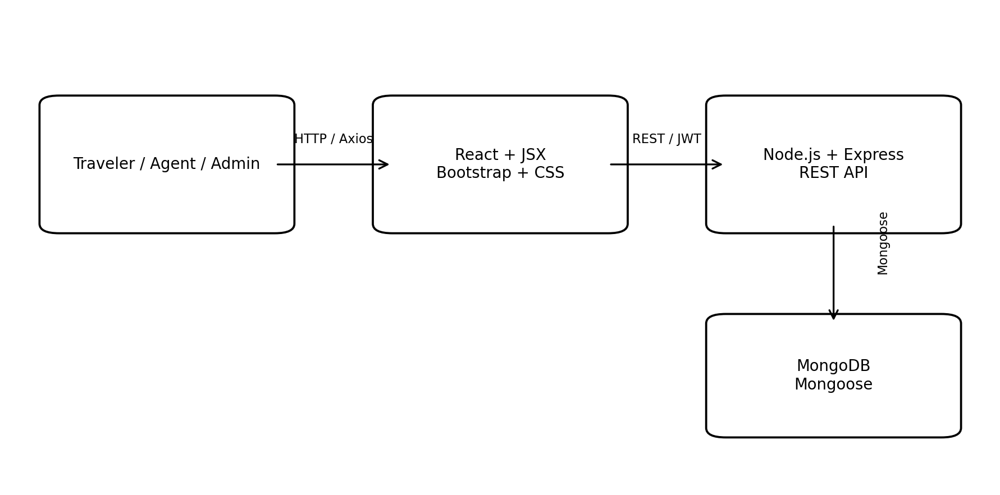 Traveler / Agent / Admin
HTTP / Axios
React + JSX
Bootstrap + CSS
REST / JWT
Node.js + Express
REST API
Mongoose
MongoDB
Mongoose